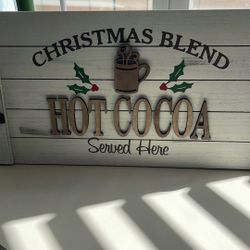 CHRISTMAS BLEND
HOT COCOA
Served Here